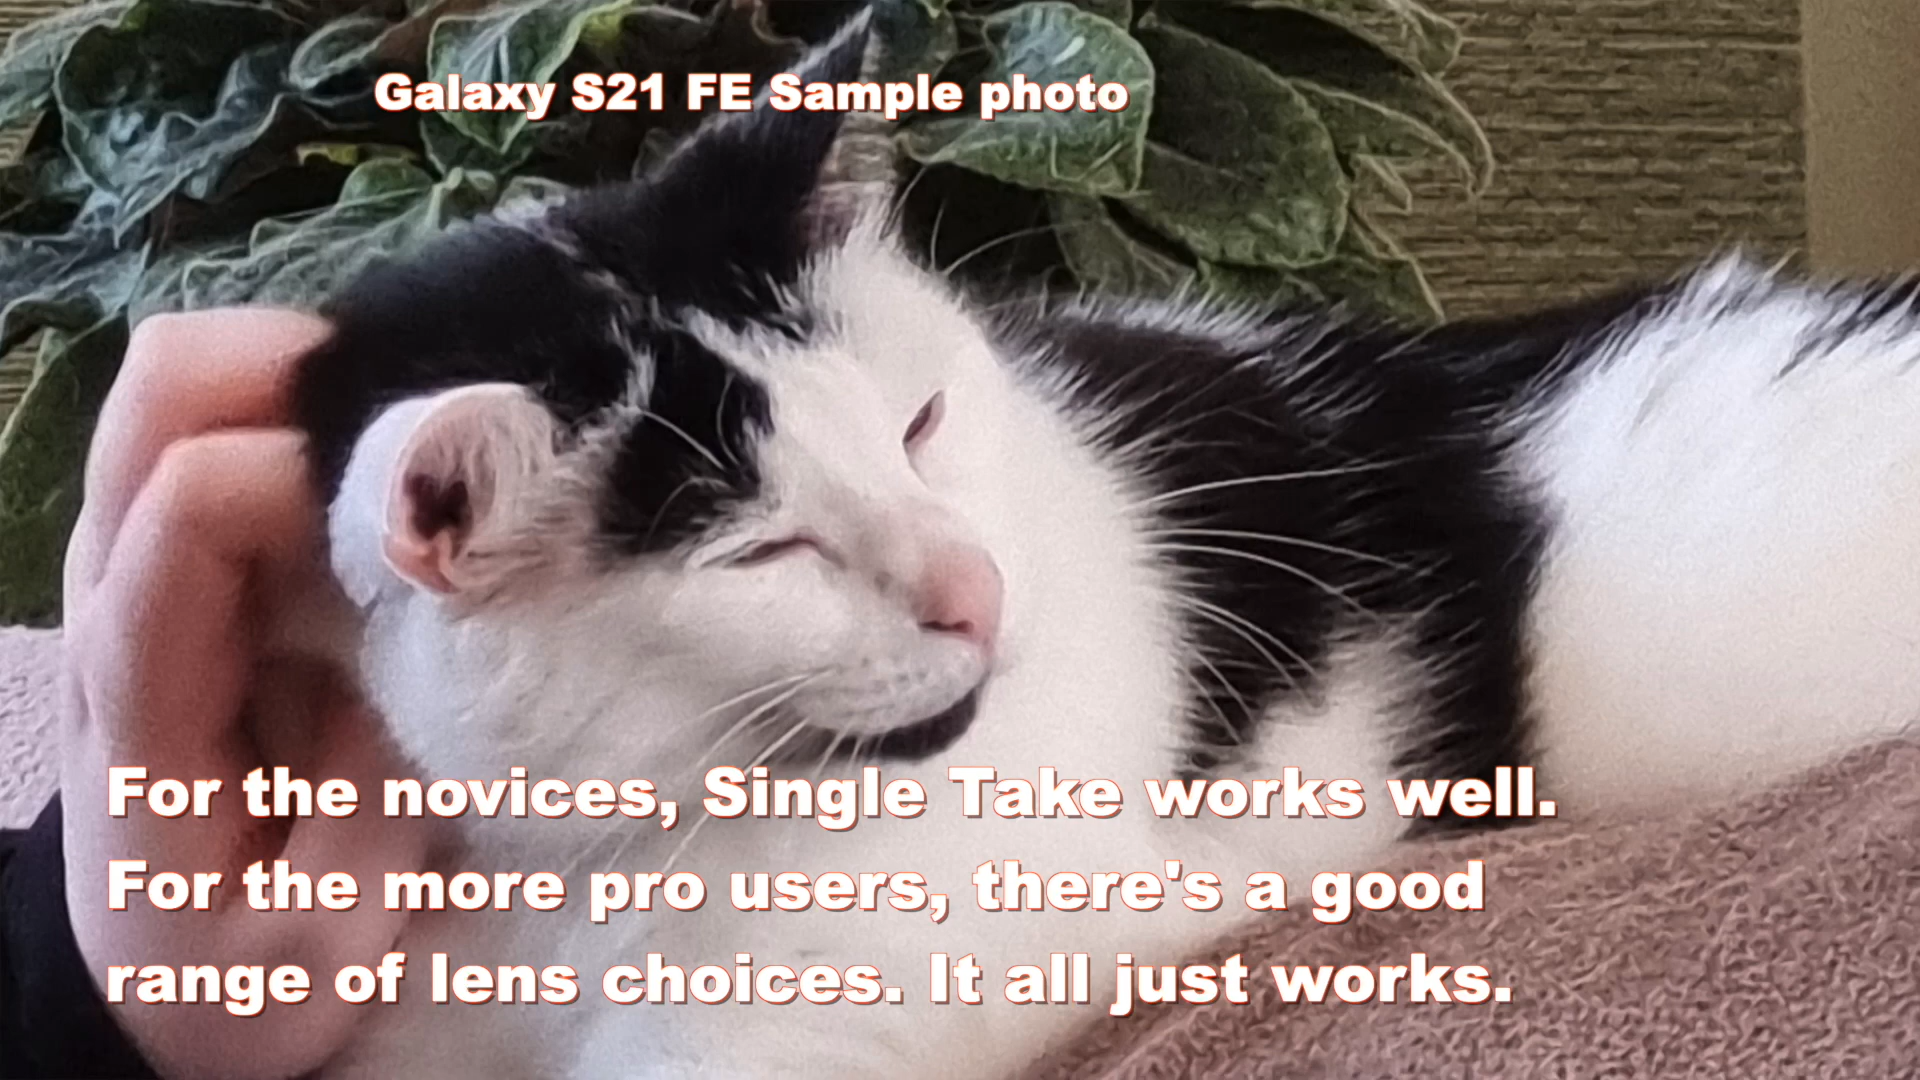 Galaxy S21 FE Sample photo
For the novices, Single Take works well.
For the more pro users, there's a good
range of lens choices. It all just works.